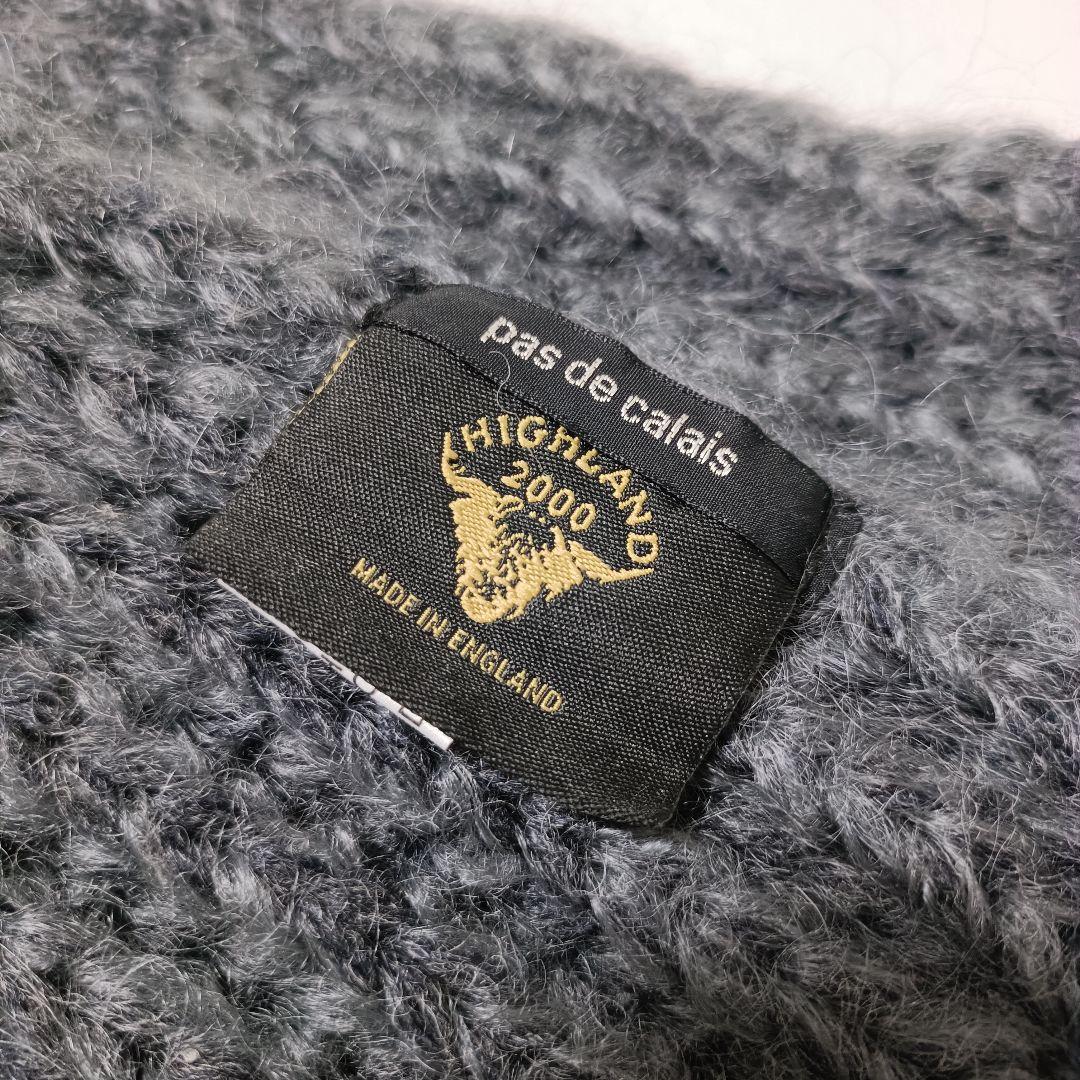 pas de calais
HIGHLAND
2000
MADE IN ENGLAND